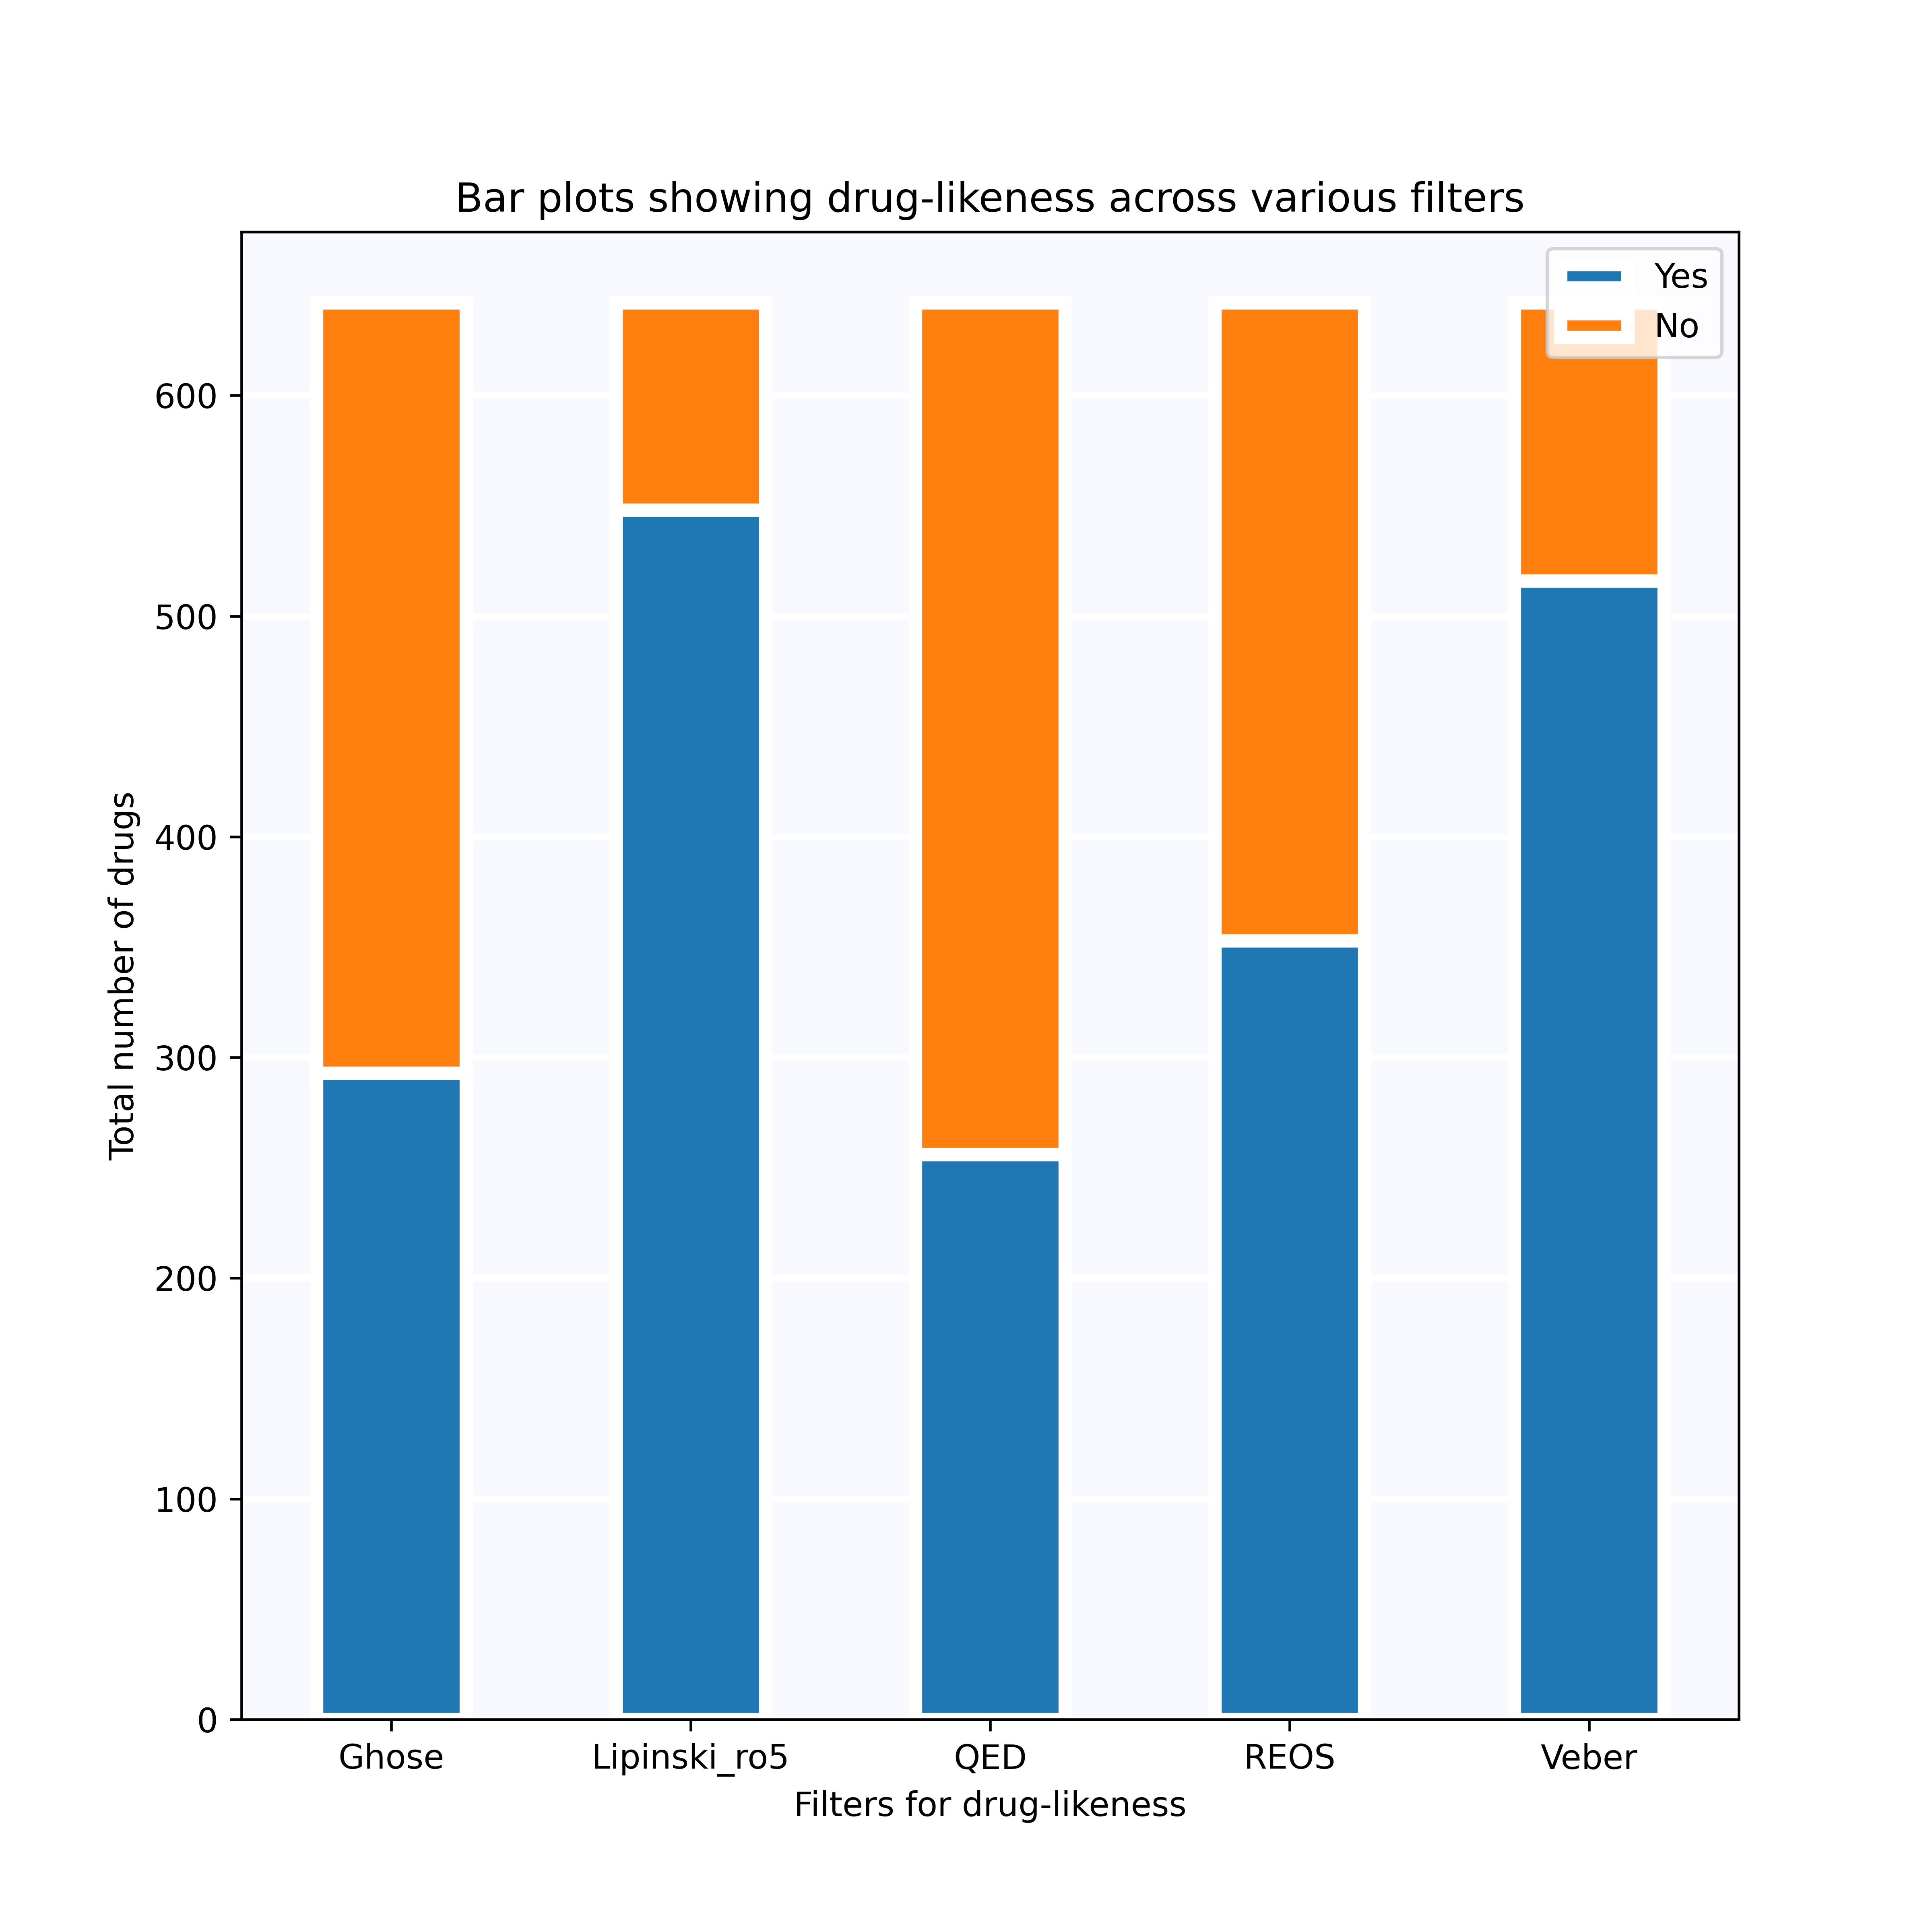 Bar plots showing drug-likeness across various filters
Yes
No
600
500
400
300
200
100
0
Total number of drugs
Ghose Lipinski_ro5 QED REOS Veber
Filters for drug-likeness